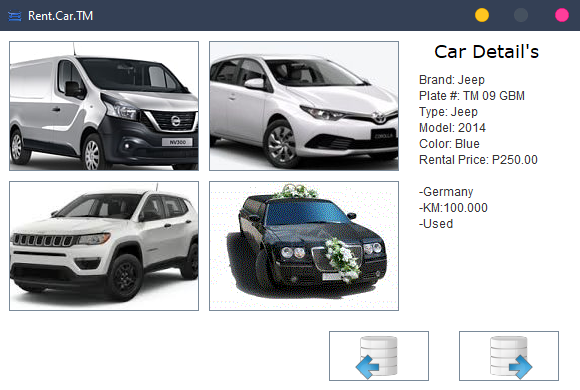 Rent.Car.TM
Car Detail's
Brand: Jeep
Plate #: TM 09 GBM
Type: Jeep
Model: 2014
Color: Blue
Rental Price: P250.00
-Germany
-KM:100.000
-Used
NV300
COROLLA